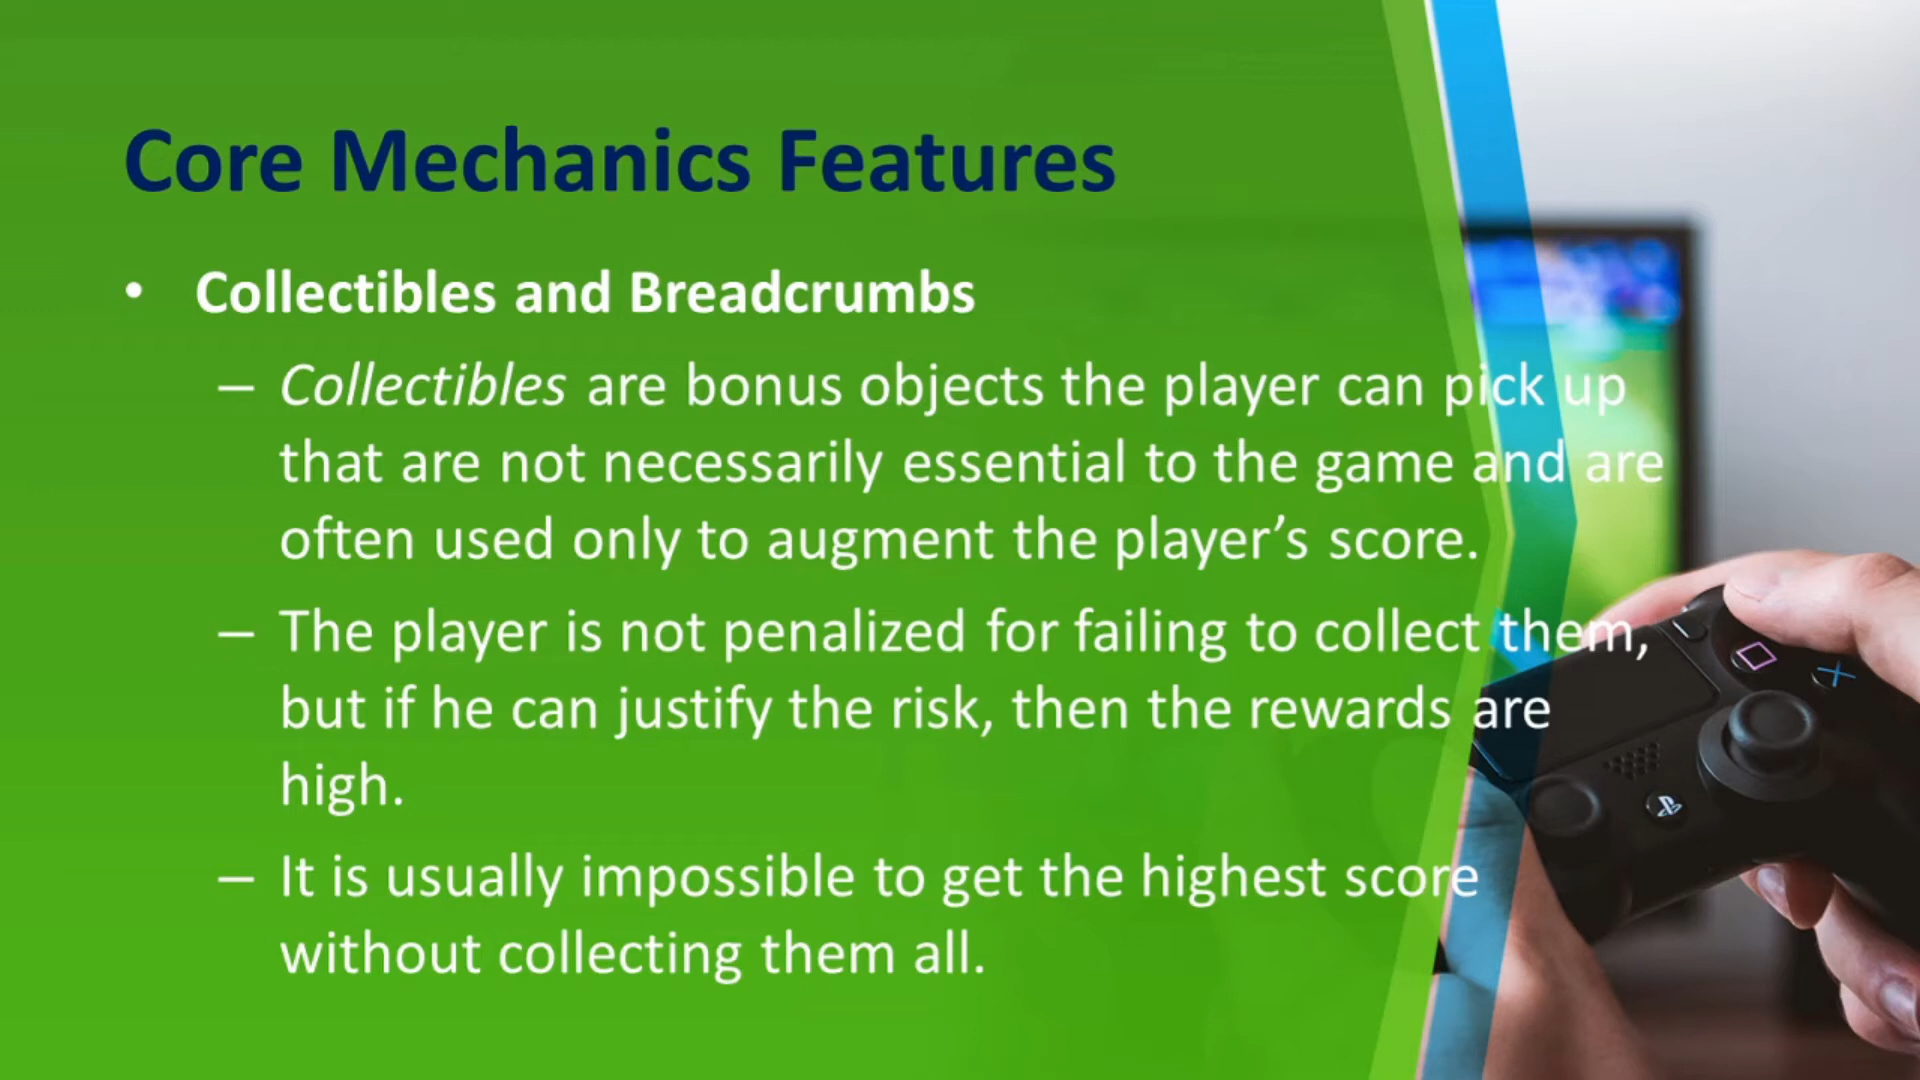 Core Mechanics Features
• Collectibles and Breadcrumbs
– Collectibles are bonus objects the player can pick up
that are not necessarily essential to the game and are
often used only to augment the player’s score.
– The player is not penalized for failing to collect them,
but if he can justify the risk, then the rewards are
high.
– It is usually impossible to get the highest score
without collecting them all.